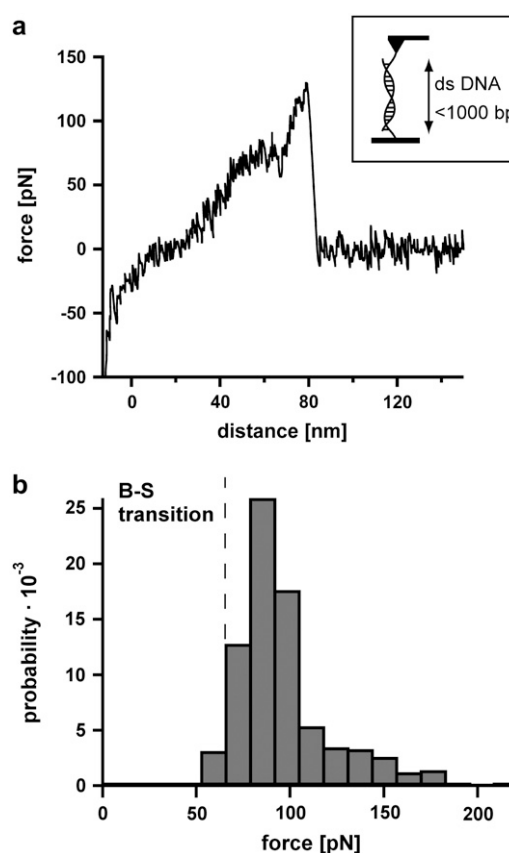 a
150
100
50
0
-50
-100
force [pN]
0
40
80
120
distance [nm]
ds DNA
<1000 bp
b
B-S
transition
25
20
15
10
5
0
probability · 10-3
0
50
100
150
200
force [pN]